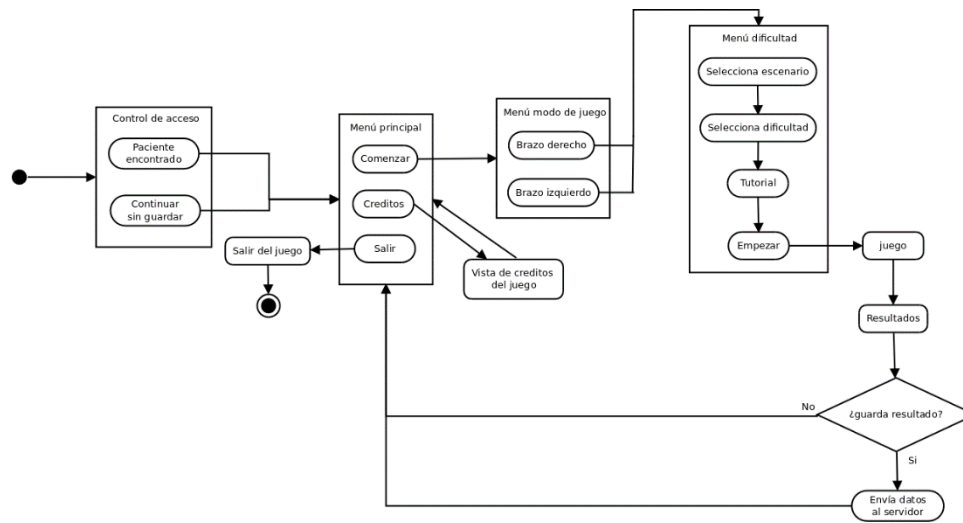 Control de acceso
Paciente
encontrado
Continuar
sin guardar
Menú principal
Comenzar
Creditos
Salir
Salir del juego
Vista de creditos
del juego
Menú modo de juego
Brazo derecho
Brazo izquierdo
Menú dificultad
Selecciona escenario
Selecciona dificultad
Tutorial
Empezar
juego
Resultados
¿guarda resultado?
No
Si
Envía datos
al servidor